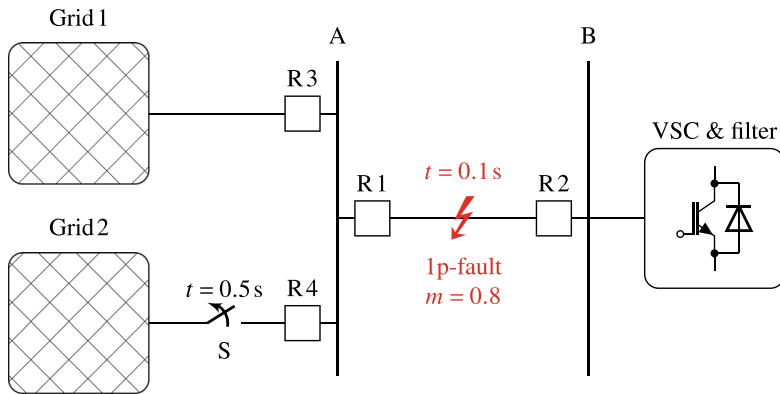 Grid 1
R 3
A
B
VSC & filter
t = 0.1 s
R 1
R 2
Grid 2
t = 0.5 s
R 4
S
1p-fault
m = 0.8